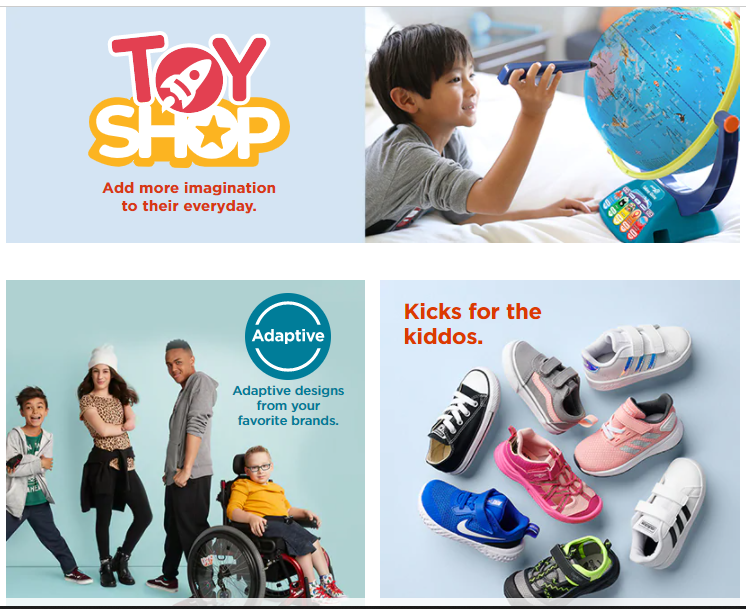 TOY
SHOP
Add more imagination
to their everyday.
Adaptive
Adaptive designs
from your
favorite brands.
Kicks for the
kiddos.